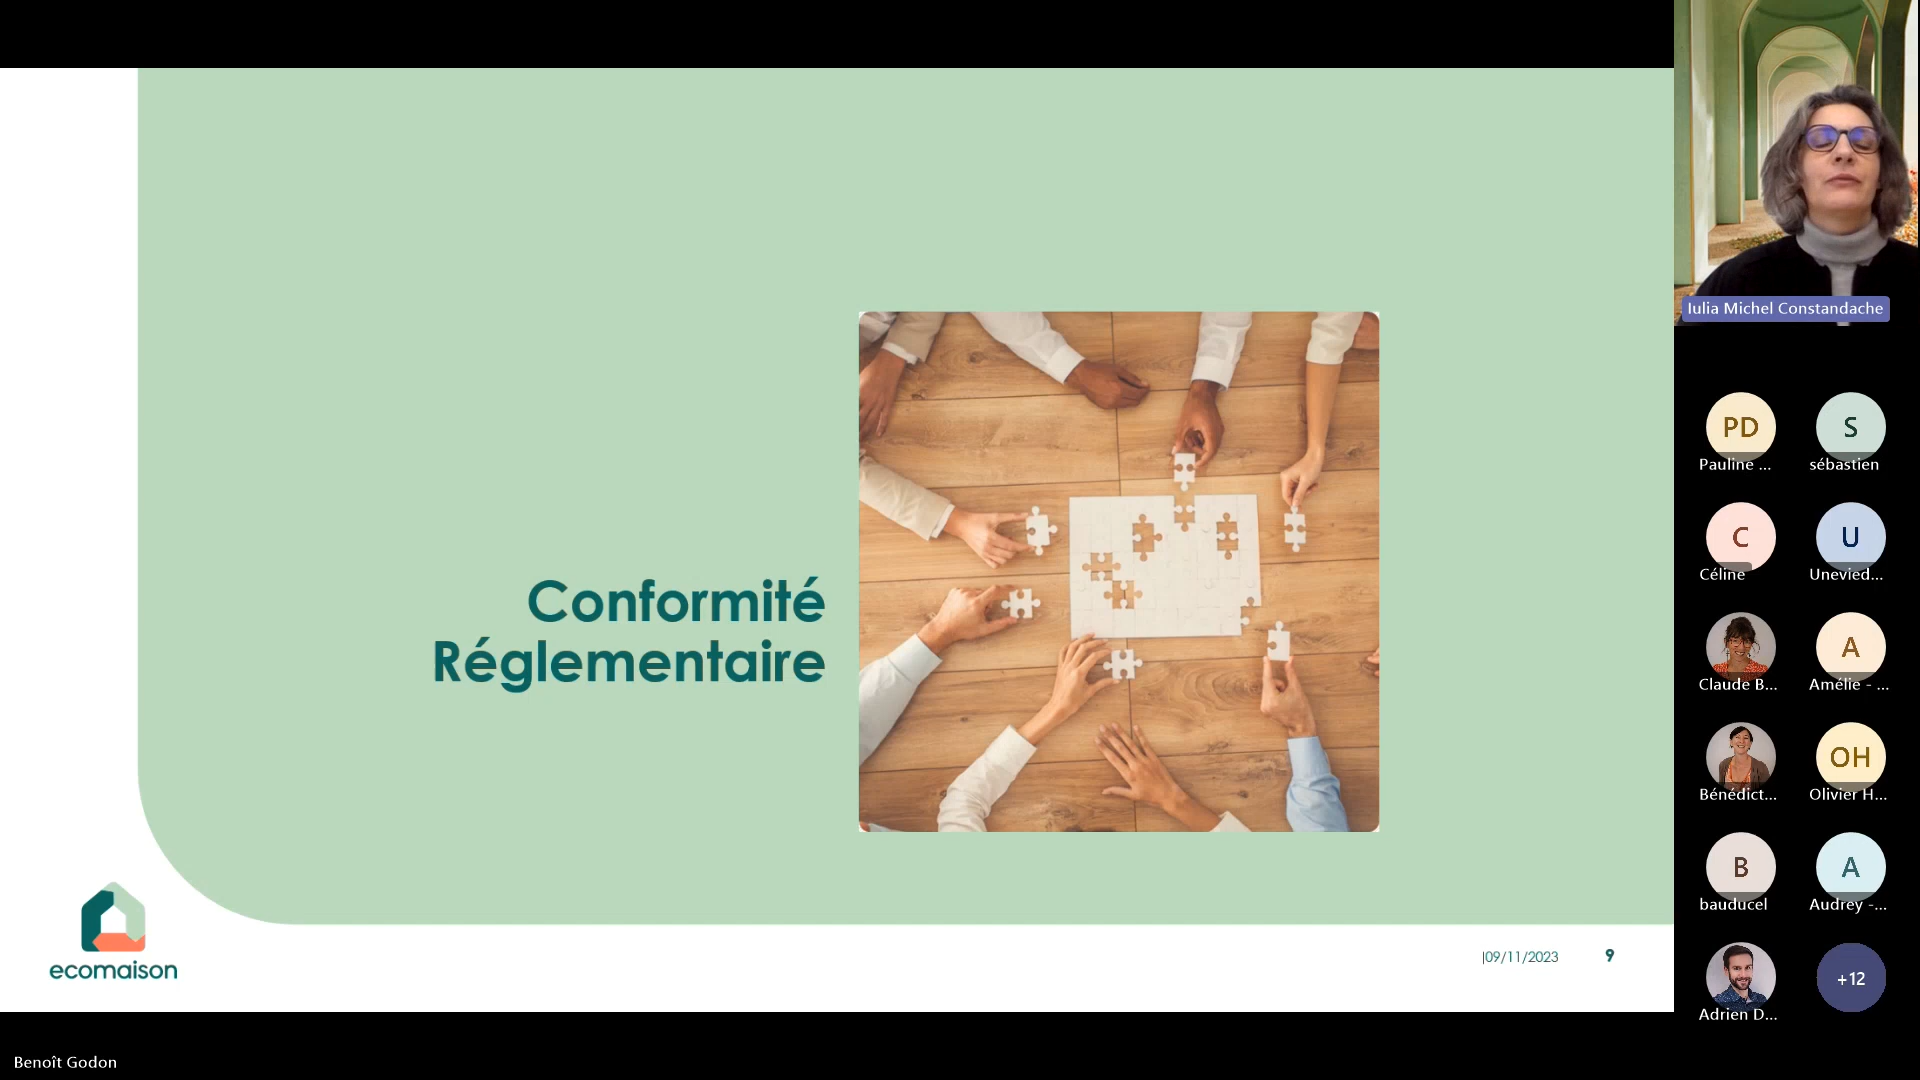 Conformité
Réglementaire
ecomaison
|09/11/2023
9
Benoît Godon
Iulia Michel Constandache
PD
Pauline ...
S
sébastien
C
Céline
U
Unevied...
Claude B...
A
Amélie - ...
Bénédict...
OH
Olivier H...
B
bauducel
A
Audrey -...
Adrien D...
+12